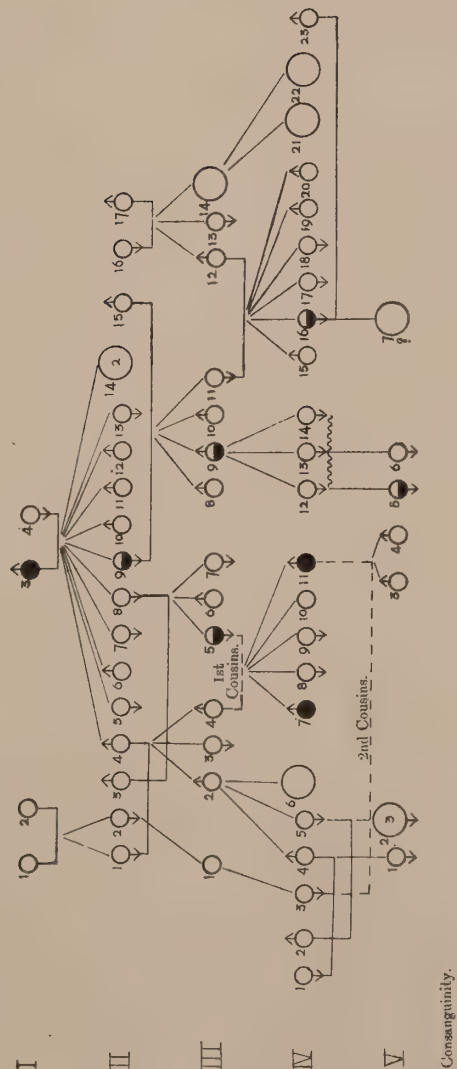 I 1 2 3 4
II 1 2 3 4 5 6 7 8 9 10 11 12 13 14 2 15 16 17
III 1 2 3 4 5 6 7 8 9 10 11 12 13 14
1st
Cousins.
IV 1 2 3 4 5 6 7 8 9 10 11 12 13 14 15 16 17 18 19 20 21 22 23
2nd Cousins.
V 1 2 3 3 4 5 6 7 ?
Consanguinity.